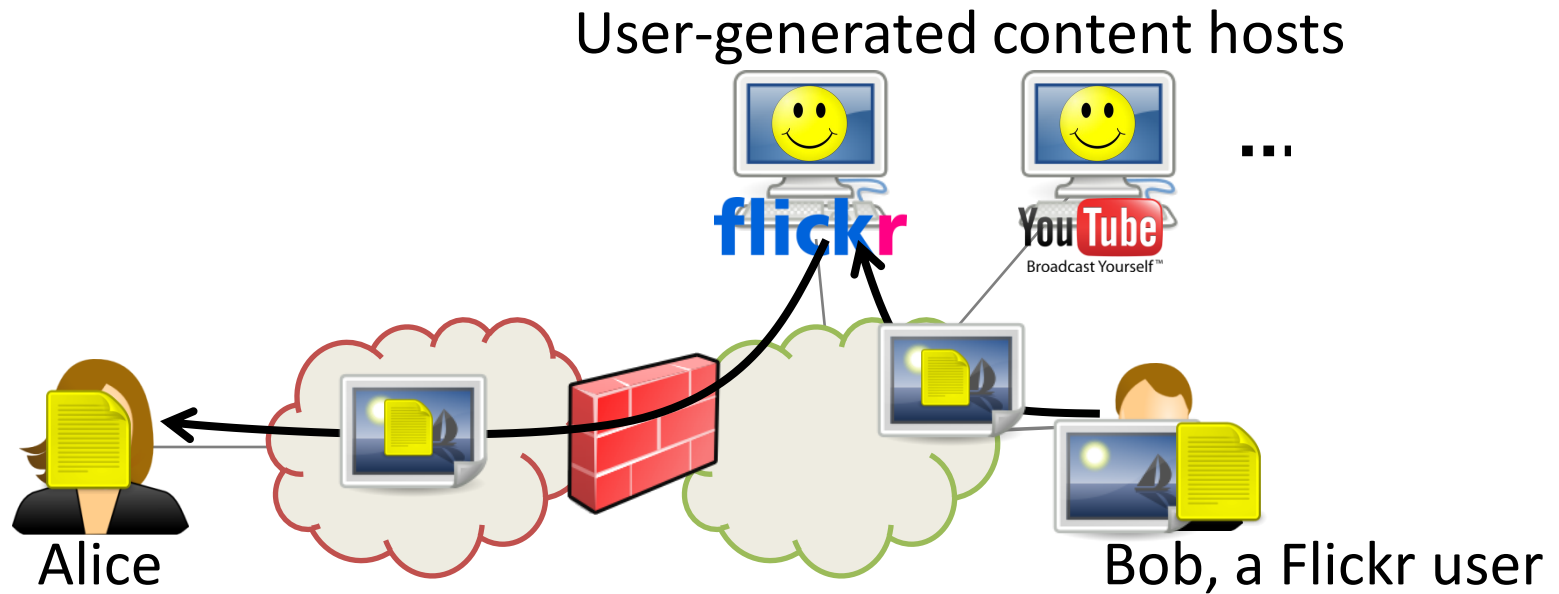 User-generated content hosts
...
flickr
YouTube
Broadcast Yourself™
Alice
Bob, a Flickr user